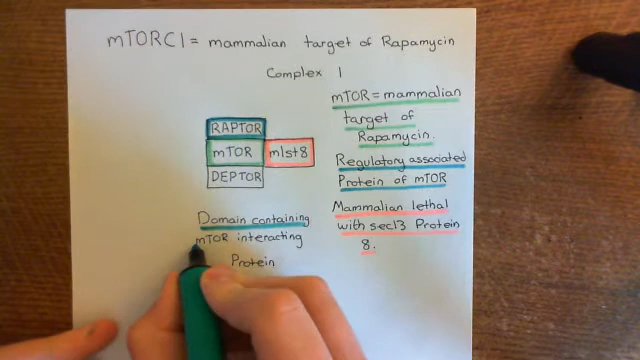 mTORC1 = mammalian target of Rapamycin
Complex 1
RAPTOR
mTOR mlst8
DEPTOR
mTOR = mammalian
target of
Rapamycin.
Regulatory associated
Protein of mTOR
Mammalian lethal
with sec13 Protein
8.
Domain containing
mTOR interacting
Protein